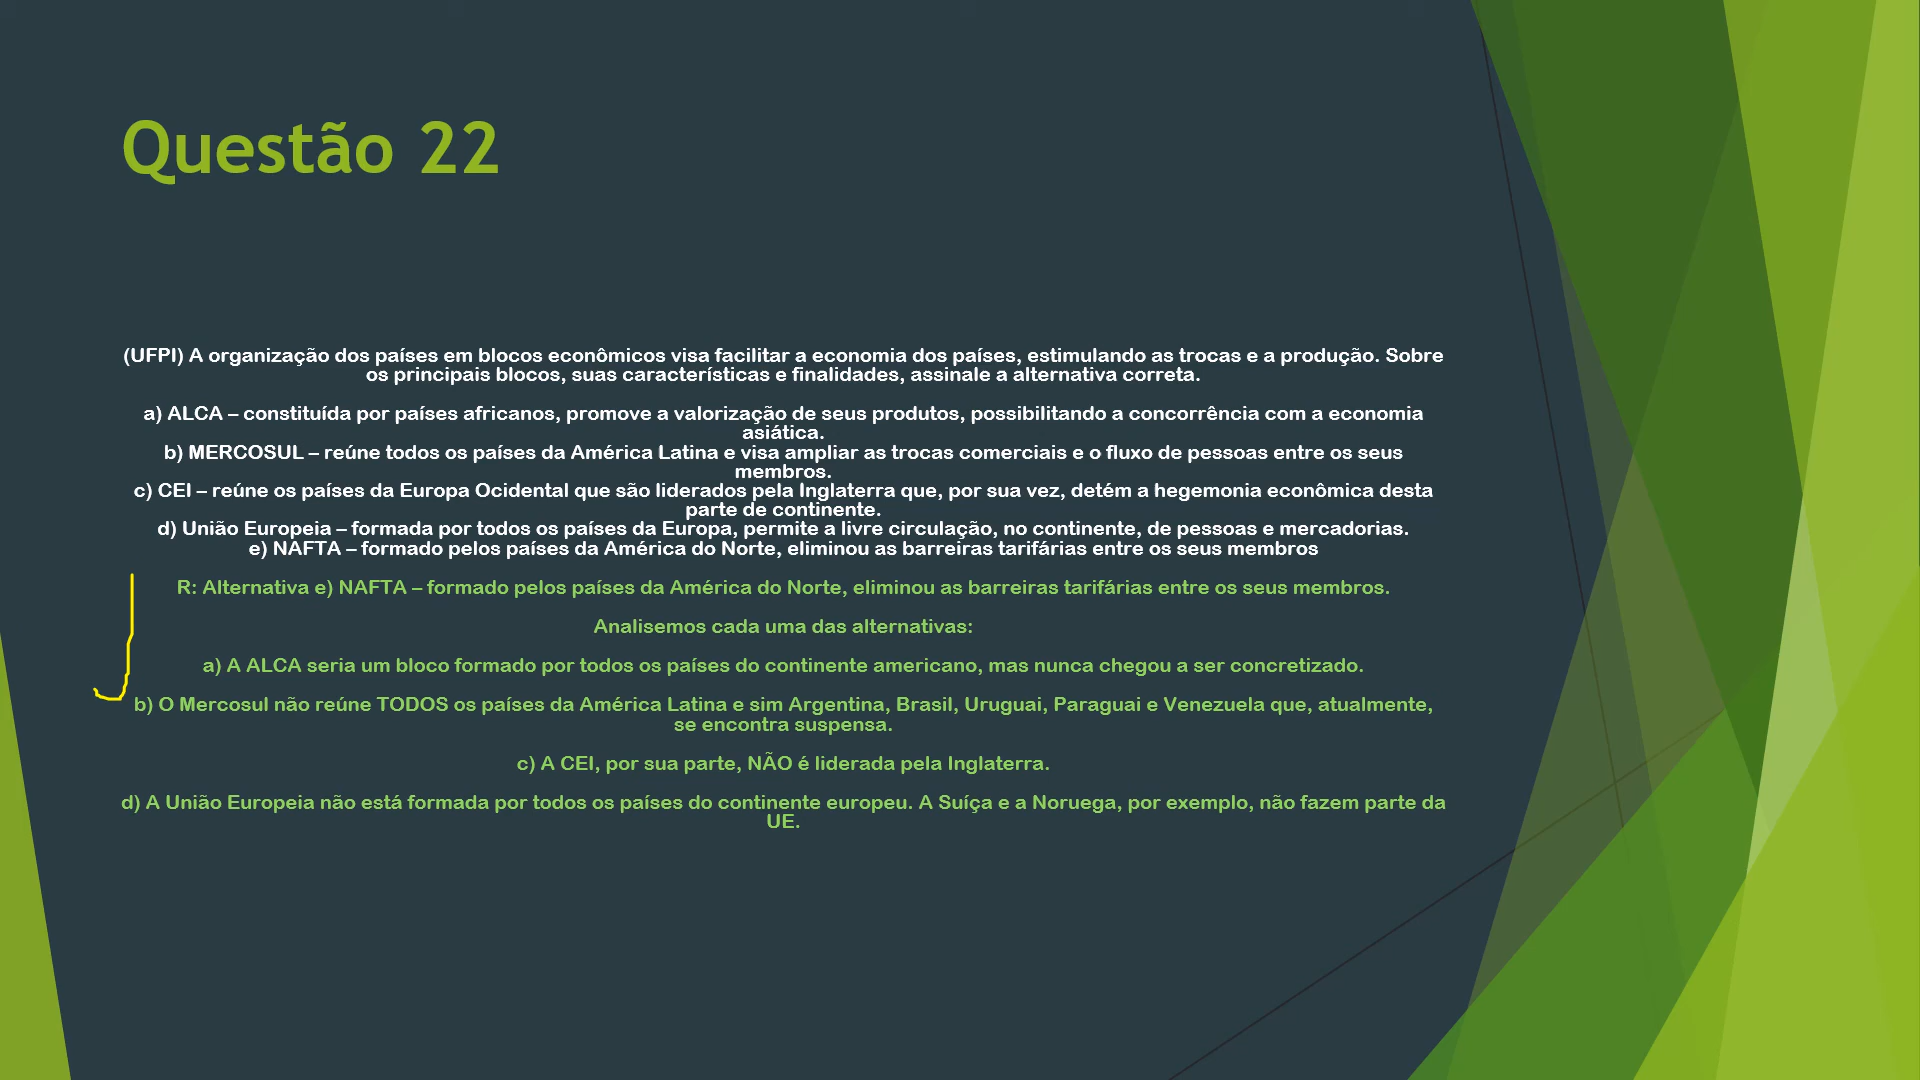 Questão 22
(UFPI) A organização dos países em blocos econômicos visa facilitar a economia dos países, estimulando as trocas e a produção. Sobre
os principais blocos, suas características e finalidades, assinale a alternativa correta.
a) ALCA – constituída por países africanos, promove a valorização de seus produtos, possibilitando a concorrência com a economia
asiática.
b) MERCOSUL – reúne todos os países da América Latina e visa ampliar as trocas comerciais e o fluxo de pessoas entre os seus
membros.
c) CEI – reúne os países da Europa Ocidental que são liderados pela Inglaterra que, por sua vez, detém a hegemonia econômica desta
parte de continente.
d) União Europeia – formada por todos os países da Europa, permite a livre circulação, no continente, de pessoas e mercadorias.
e) NAFTA – formado pelos países da América do Norte, eliminou as barreiras tarifárias entre os seus membros
R: Alternativa e) NAFTA – formado pelos países da América do Norte, eliminou as barreiras tarifárias entre os seus membros.
Analisemos cada uma das alternativas:
a) A ALCA seria um bloco formado por todos os países do continente americano, mas nunca chegou a ser concretizado.
b) O Mercosul não reúne TODOS os países da América Latina e sim Argentina, Brasil, Uruguai, Paraguai e Venezuela que, atualmente,
se encontra suspensa.
c) A CEI, por sua parte, NÃO é liderada pela Inglaterra.
d) A União Europeia não está formada por todos os países do continente europeu. A Suíça e a Noruega, por exemplo, não fazem parte da
UE.